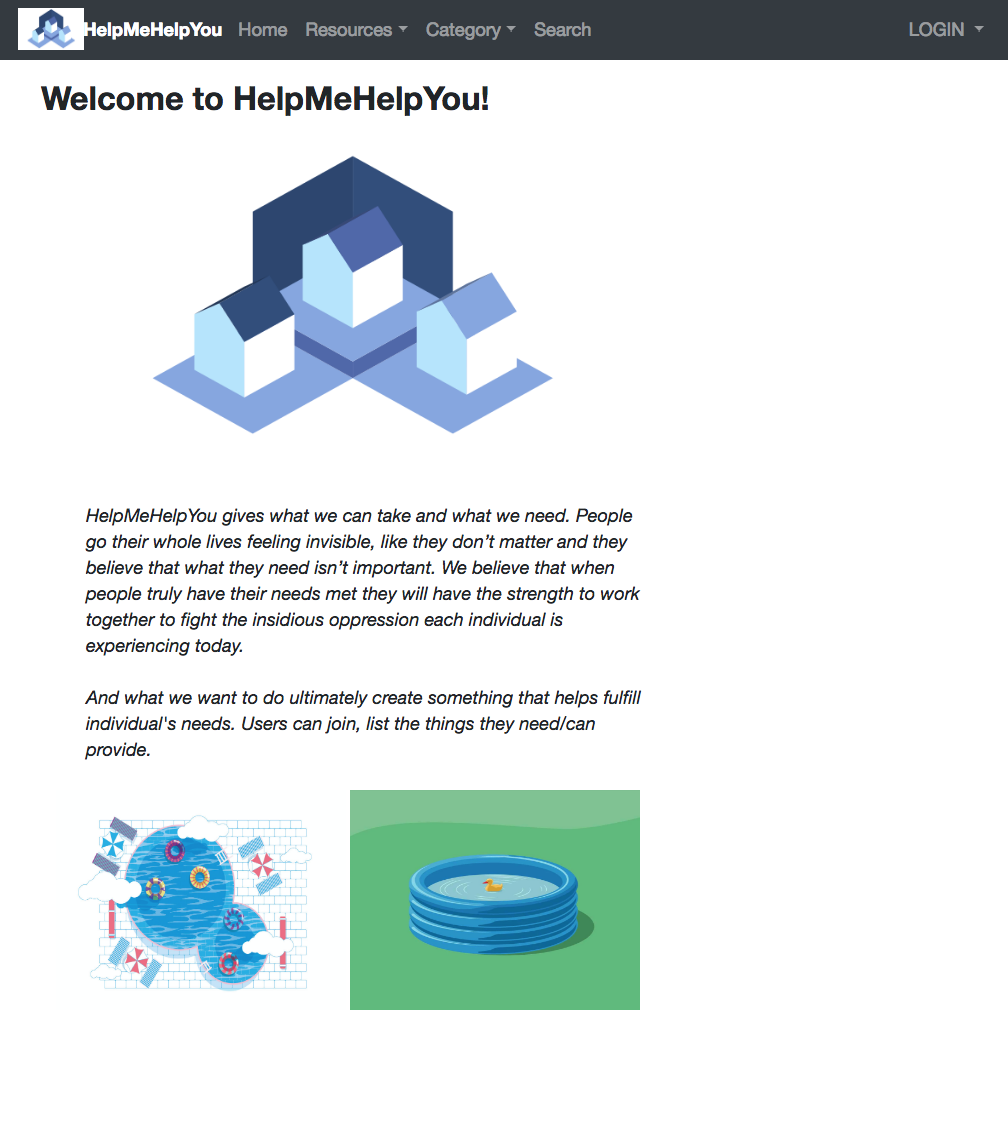 HelpMeHelpYou Home Resources Category Search LOGIN
Welcome to HelpMeHelpYou!
HelpMeHelpYou gives what we can take and what we need. People
go their whole lives feeling invisible, like they don’t matter and they
believe that what they need isn’t important. We believe that when
people truly have their needs met they will have the strength to work
together to fight the insidious oppression each individual is
experiencing today.
And what we want to do ultimately create something that helps fulfill
individual's needs. Users can join, list the things they need/can
provide.